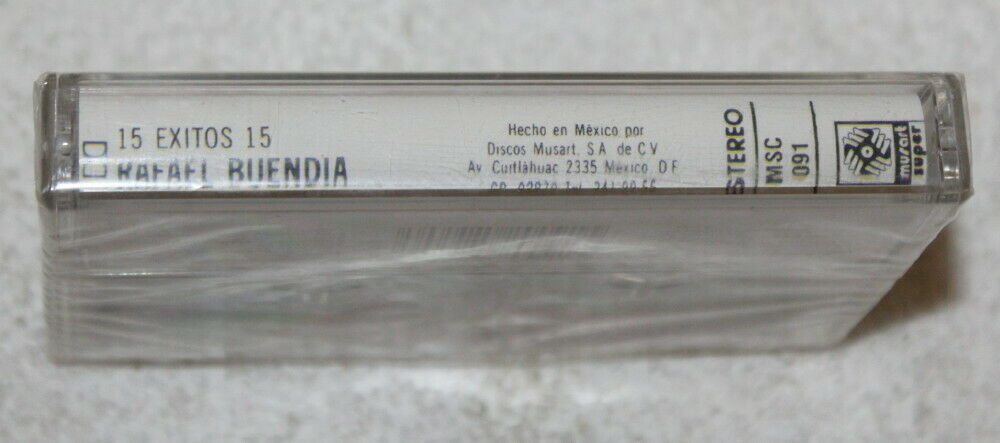 15 EXITOS 15
RAFAEL BUENDIA
Hecho en México por
Discos Musart, S.A. de C.V
Av Cuitláhuac 2335 México, D.F
STEREO
MSC
091
musart
super